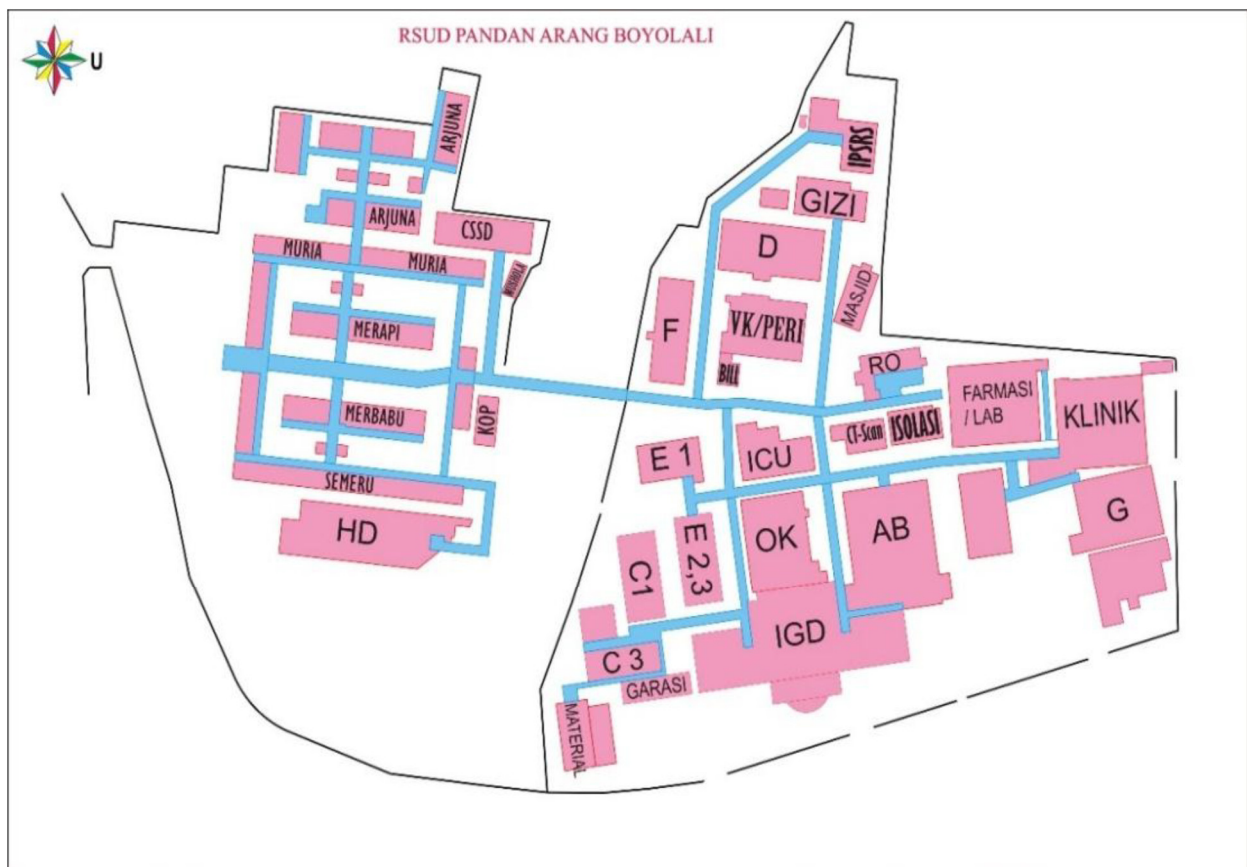 RSUD PANDAN ARANG BOYOLALI
U
ARJUNA
IPSRS
GIZI
ARJUNA
CSSD
D
MURIA
MURIA
MUSHOLA
MASJID
F
VK/PERI
MERAPI
BILL
RO
FARMASI
/ LAB
KLINIK
MERBABU
KOP
CT-Scan
ISOLASI
E 1
ICU
SEMERU
G
HD
OK
AB
E 2,3
C1
IGD
C 3
GARASI
MATERIAL